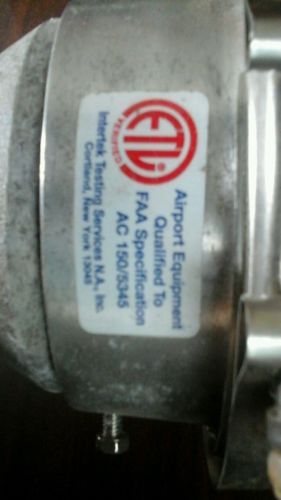 ETL
VERIFIED
Airport Equipment
Qualified To
FAA Specification
AC 150/5345
Intertek Testing Services N.A., Inc.
Cortland, New York 13045